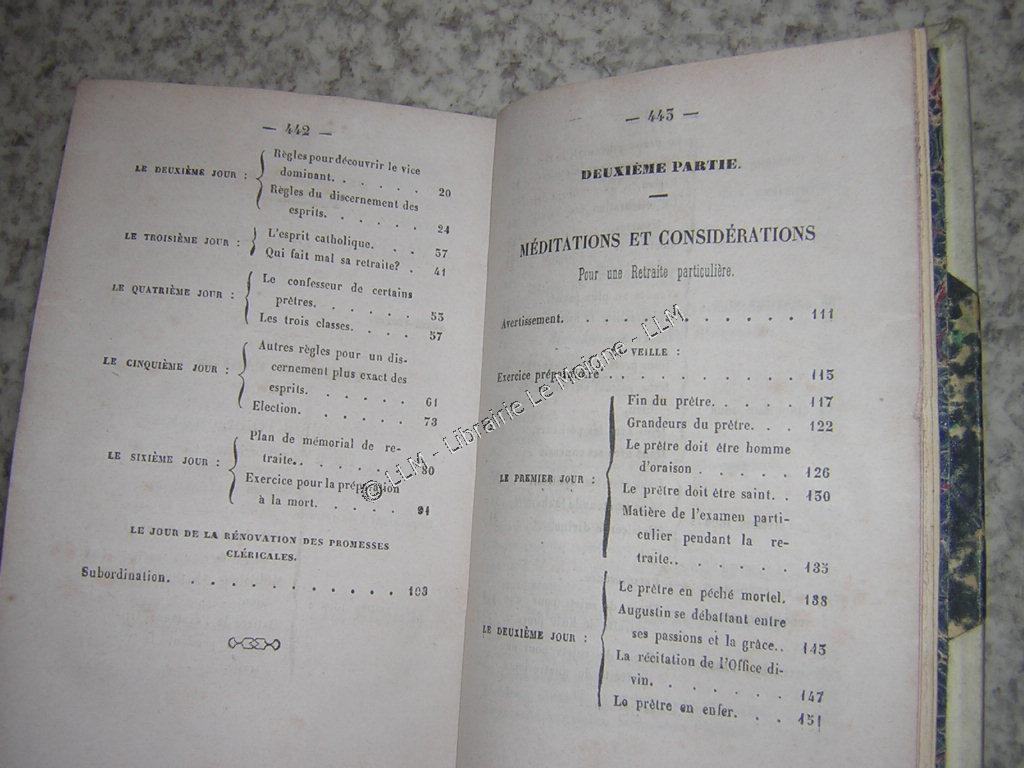 — 442 —
LE DEUXIÈME JOUR :
Règles pour découvrir le vice
dominant. . . . . . 20
Règles du discernement des
esprits. . . . . 24
LE TROISIÈME JOUR :
L'esprit catholique. . . 37
Qui fait mal sa retraite? . 41
LE QUATRIÈME JOUR :
Le confesseur de certains
prêtres. . . . . . 53
Les trois classes. . . . 57
LE CINQUIÈME JOUR :
Autres règles pour un dis-
cernement plus exact des
esprits. . . . . . 61
Election. . . . . . 73
LE SIXIÈME JOUR :
Plan de mémorial de re-
traite. . . . . . . 80
Exercice pour la préparation
à la mort. . . . . 91
LE JOUR DE LA RÉNOVATION DES PROMESSES
CLÉRICALES.
Subordination. . . . . . . . . . 103
— 443 —
DEUXIÈME PARTIE.
MÉDITATIONS ET CONSIDÉRATIONS
Pour une Retraite particulière.
Avertissement. . . . . . . . . . . 111
VEILLE :
Exercice préparatoire . . . . . . . . . 113
LE PREMIER JOUR :
Fin du prêtre. . . . . 117
Grandeurs du prêtre. . . 122
Le prêtre doit être homme
d'oraison . . . . . 126
Le prêtre doit être saint. . 130
Matière de l'examen parti-
culier pendant la re-
traite. . . . . . . 135
LE DEUXIÈME JOUR :
Le prêtre en péché mortel. 138
Augustin se débattant entre
ses passions et la grâce. . 143
La récitation de l'Office di-
vin. . . . . . . 147
Le prêtre en enfer. . . 151
© LLM - Librairie Le Moigne - LLM